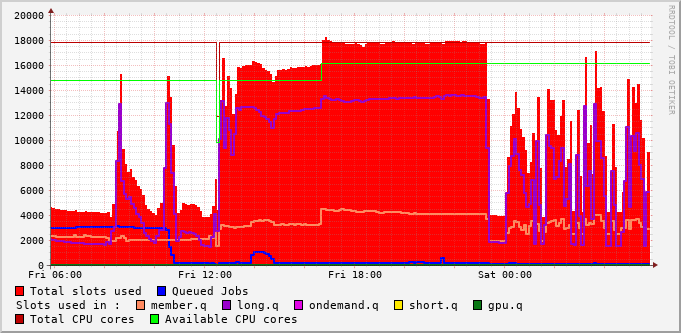 20000
18000
16000
14000
12000
10000
8000
6000
4000
2000
0
Fri 06:00 Fri 12:00 Fri 18:00 Sat 00:00
Total slots used Queued Jobs
Slots used in : member.q long.q ondemand.q short.q gpu.q
Total CPU cores Available CPU cores
RRDTOOL / TOBI OETIKER